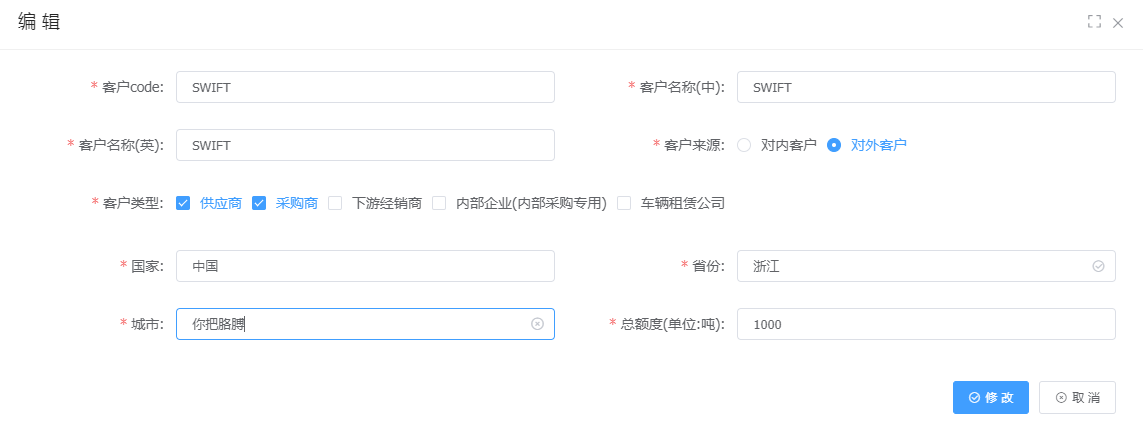 编 辑
* 客户code: SWIFT * 客户名称(中): SWIFT
* 客户名称(英): SWIFT * 客户来源: 对内客户 对外客户
* 客户类型: 供应商 采购商 下游经销商 内部企业(内部采购专用) 车辆租赁公司
* 国家: 中国 * 省份: 浙江
* 城市: 你把胳膊 * 总额度(单位:吨): 1000
修 改 取 消